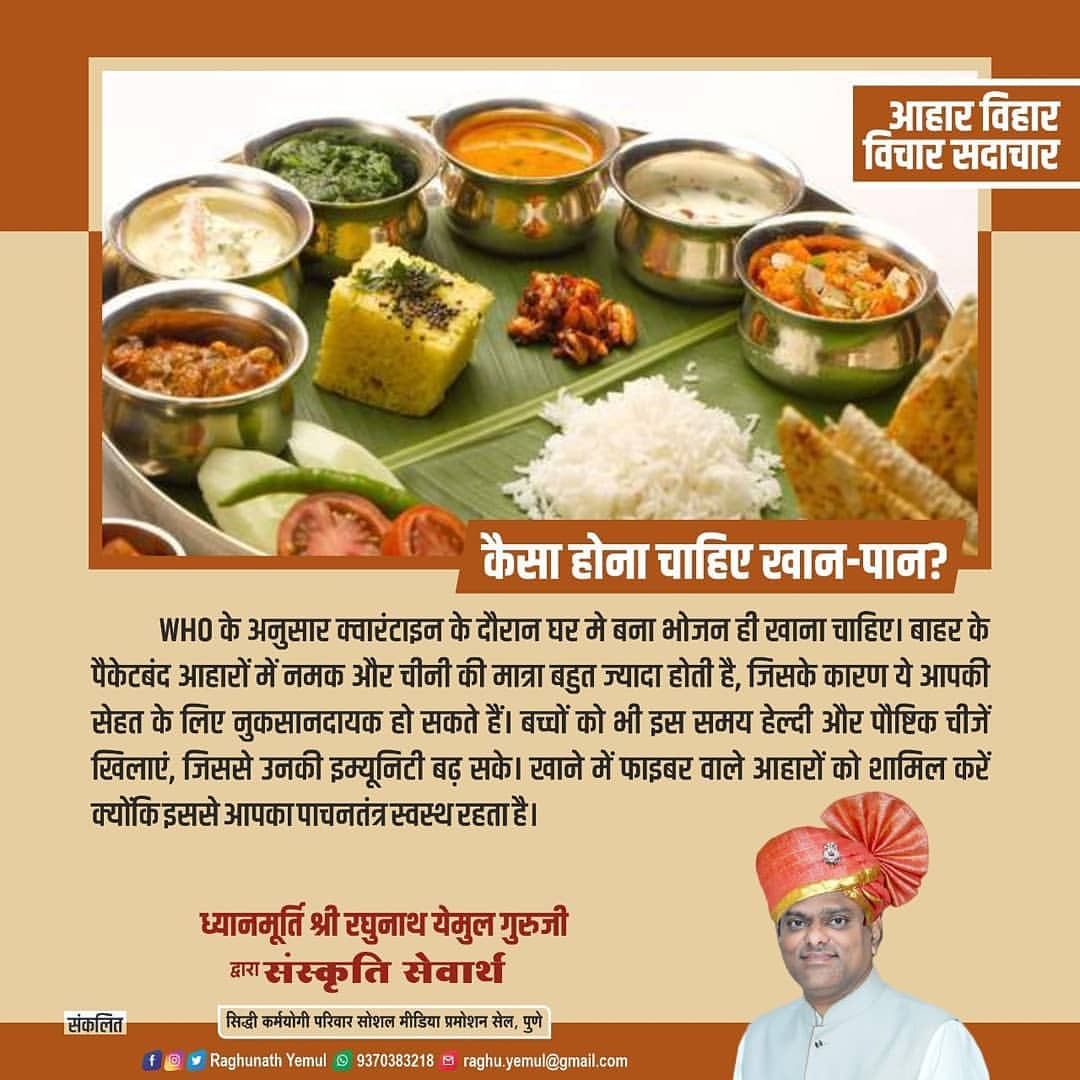 आहार विहार
विचार सदाचार
कैसा होना चाहिए खान-पान?
WHO के अनुसार क्वारंटाइन के दौरान घर मे बना भोजन ही खाना चाहिए। बाहर के
पैकेटबंद आहारों में नमक और चीनी की मात्रा बहुत ज्यादा होती है, जिसके कारण ये आपकी
सेहत के लिए नुकसानदायक हो सकते हैं। बच्चों को भी इस समय हेल्दी और पौष्टिक चीजें
खिलाएं, जिससे उनकी इम्यूनिटी बढ़ सके। खाने में फाइबर वाले आहारों को शामिल करें
क्योंकि इससे आपका पाचनतंत्र स्वस्थ रहता है।
ध्यानमूर्ति श्री रघुनाथ येमुल गुरुजी
द्वारा संस्कृति सेवार्थ
संकलित
सिद्धी कर्मयोगी परिवार सोशल मीडिया प्रमोशन सेल, पुणे
Raghunath Yemul 9370383218 raghu.yemul@gmail.com